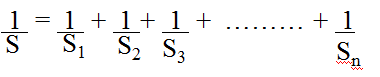 1/S = 1/S₁ + 1/S₂ + 1/S₃ + ......... + 1/Sₙ